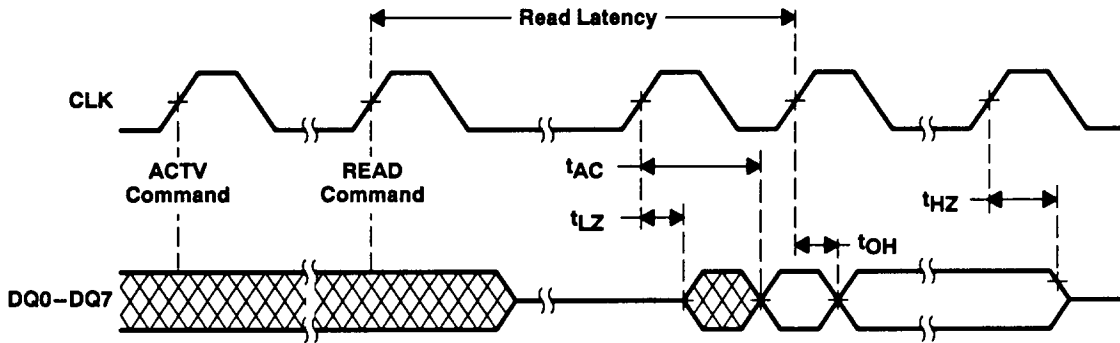 Read Latency
CLK
ACTV
Command
READ
Command
tAC
tLZ
tHZ
tOH
DQ0–DQ7